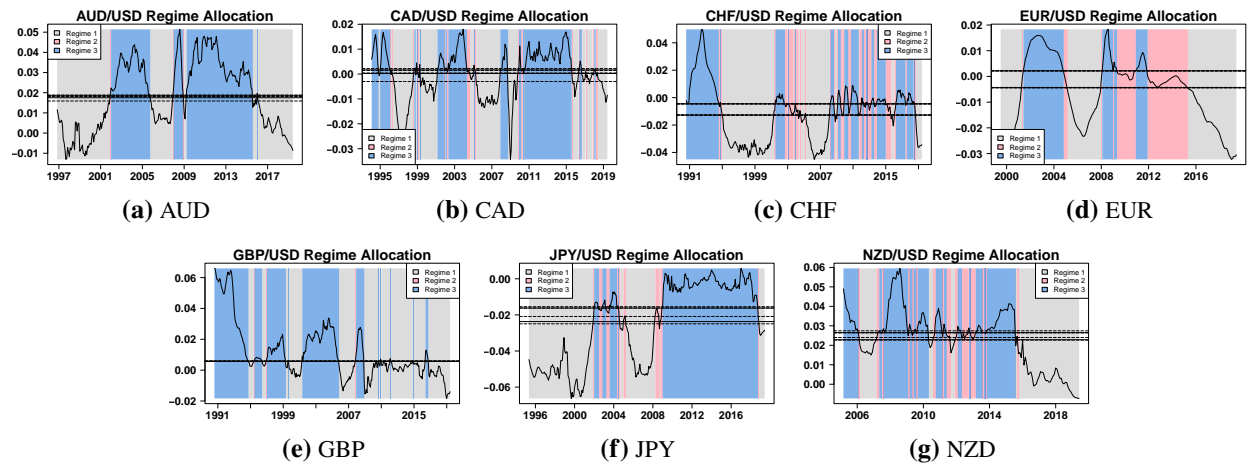 AUD/USD Regime Allocation
0.05
0.04
0.03
0.02
0.01
0.00
−0.01
Regime 1
Regime 2
Regime 3
1997 2001 2005 2009 2013 2017
(a) AUD
CAD/USD Regime Allocation
0.02
0.01
0.00
−0.01
−0.03
Regime 1
Regime 2
Regime 3
1995 1999 2003 2007 2011 2015 2019
(b) CAD
CHF/USD Regime Allocation
0.04
0.02
0.00
−0.02
−0.04
Regime 1
Regime 2
Regime 3
1991 1999 2007 2015
(c) CHF
EUR/USD Regime Allocation
0.02
0.01
0.00
−0.01
−0.03
Regime 1
Regime 2
Regime 3
2000 2004 2008 2012 2016
(d) EUR
GBP/USD Regime Allocation
0.06
0.04
0.02
0.00
−0.02
Regime 1
Regime 2
Regime 3
1991 1999 2007 2015
(e) GBP
JPY/USD Regime Allocation
0.00
−0.02
−0.04
−0.06
Regime 1
Regime 2
Regime 3
1996 2000 2004 2008 2012 2016
(f) JPY
NZD/USD Regime Allocation
0.06
0.05
0.04
0.03
0.02
0.01
0.00
Regime 1
Regime 2
Regime 3
2006 2010 2014 2018
(g) NZD